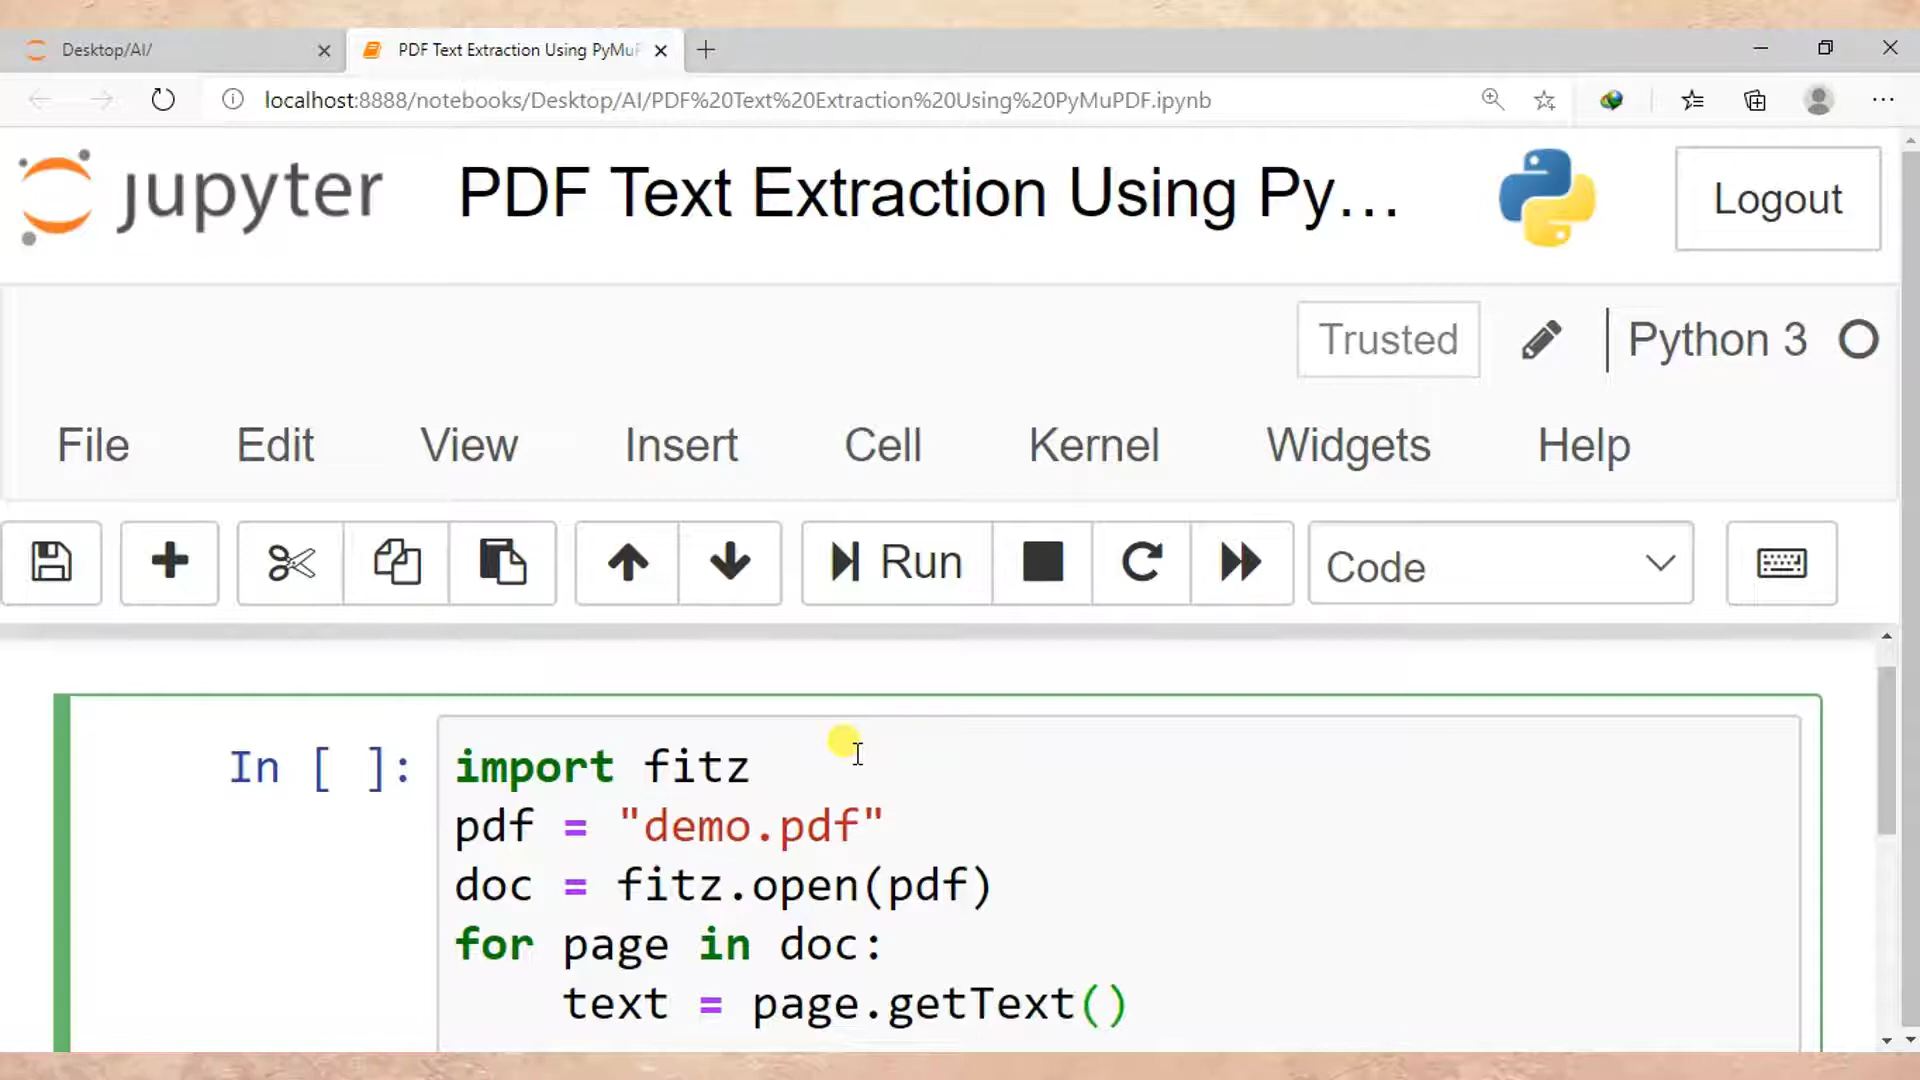 Desktop/AI/
PDF Text Extraction Using PyMu
localhost:8888/notebooks/Desktop/AI/PDF%20Text%20Extraction%20Using%20PyMuPDF.ipynb
jupyter
PDF Text Extraction Using Py...
Logout
Trusted
Python 3
File Edit View Insert Cell Kernel Widgets Help
Run
Code
In [ ]:
import fitz
pdf = "demo.pdf"
doc = fitz.open(pdf)
for page in doc:
    text = page.getText()